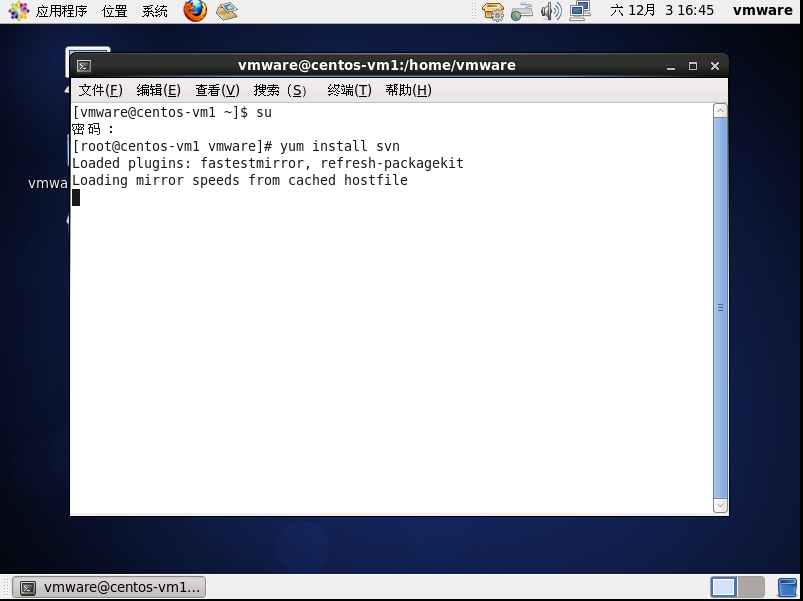 应用程序 位置 系统 六 12月 3 16:45 vmware
vmware@centos-vm1:/home/vmware
文件(F) 编辑(E) 查看(V) 搜索 (S) 终端(T) 帮助(H)
[vmware@centos-vm1 ~]$ su
密码：
[root@centos-vm1 vmware]# yum install svn
Loaded plugins: fastestmirror, refresh-packagekit
Loading mirror speeds from cached hostfile
vmwa
vmware@centos-vm1...